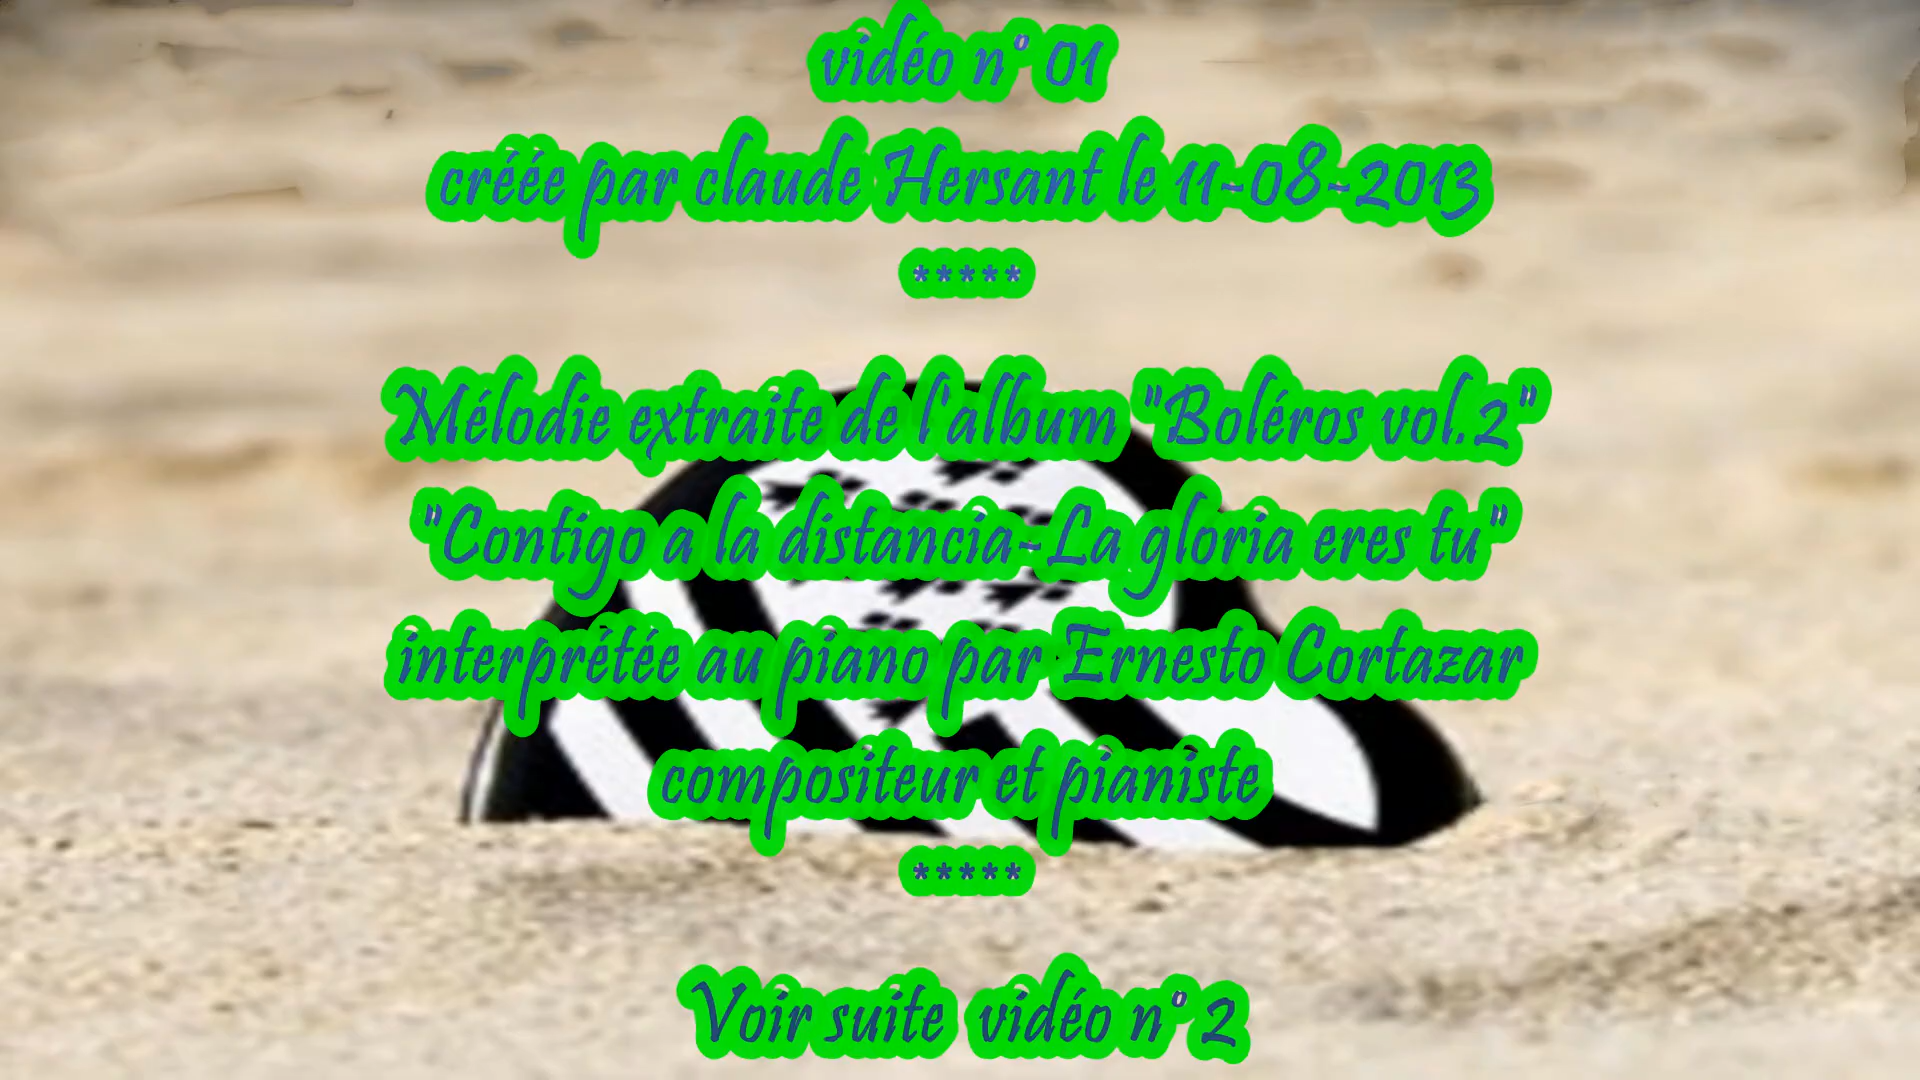 vidéo n° 01
créée par claude Hersant le 11-08-2013
*****
Mélodie extraite de l'album "Boléros vol.2"
"Contigo a la distancia-La gloria eres tu"
interprétée au piano par Ernesto Cortazar
compositeur et pianiste
*****
Voir suite vidéo n° 2